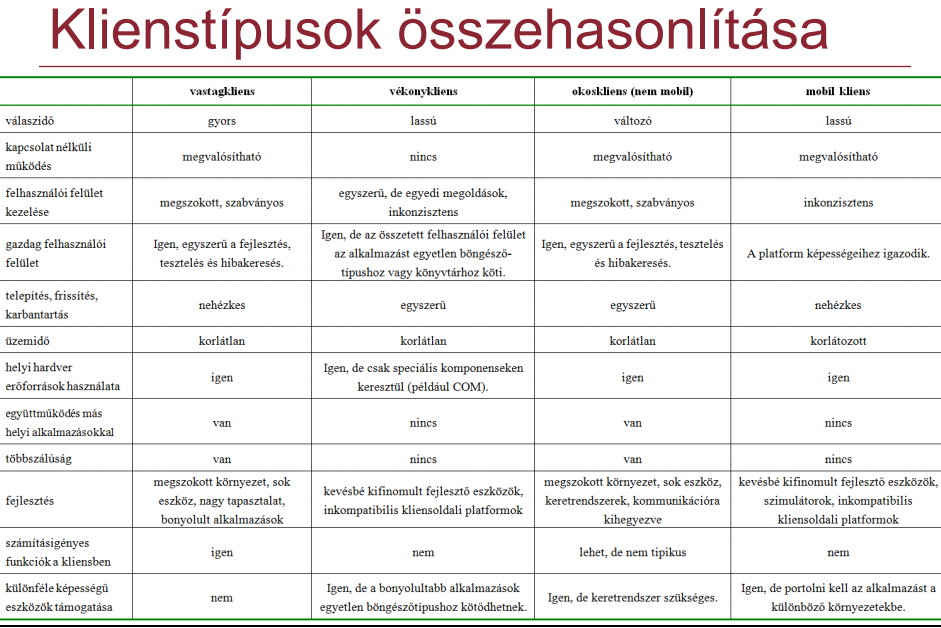 Klienstípusok összehasonlítása
vastagkliens vékonykliens okoskliens (nem mobil) mobil kliens
válaszidő gyors lassú változó lassú
kapcsolat nélküli
működés
megvalósítható nincs megvalósítható megvalósítható
felhasználói felület
kezelése
megszokott, szabványos
egyszerű, de egyedi megoldások,
inkonzisztens
megszokott, szabványos
inkonzisztens
gazdag felhasználói
felület
Igen, egyszerű a fejlesztés,
tesztelés és hibakeresés.
Igen, de az összetett felhasználói felület
az alkalmazást egyetlen böngésző-
típushoz vagy könyvtárhoz köti.
Igen, egyszerű a fejlesztés, tesztelés
és hibakeresés.
A platform képességeihez igazodik.
telepítés, frissítés,
karbantartás
nehézkes egyszerű egyszerű nehézkes
üzemidő korlátlan korlátlan korlátlan korlátozott
helyi hardver
erőforrások használata
igen
Igen, de csak speciális komponenseken
keresztül (például COM).
igen
igen
együttműködés más
helyi alkalmazásokkal
van nincs van nincs
többszálúság van nincs van nincs
fejlesztés
megszokott környezet, sok
eszköz, nagy tapasztalat,
bonyolult alkalmazások
kevésbé kifinomult fejlesztő eszközök,
inkompatibilis kliensoldali platformok
megszokott környezet, sok eszköz,
keretrendszerek, kommunikációra
kihegyezve
kevésbé kifinomult fejlesztő eszközök,
szimulátorok, inkompatibilis
kliensoldali platformok
számításigényes
funkciók a kliensben
igen nem lehet, de nem tipikus nem
különféle képességű
eszközök támogatása
nem
Igen, de a bonyolultabb alkalmazások
egyetlen böngészőtípushoz kötődhetnek.
Igen, de keretrendszer szükséges.
Igen, de portolni kell az alkalmazást a
különböző környezetekbe.